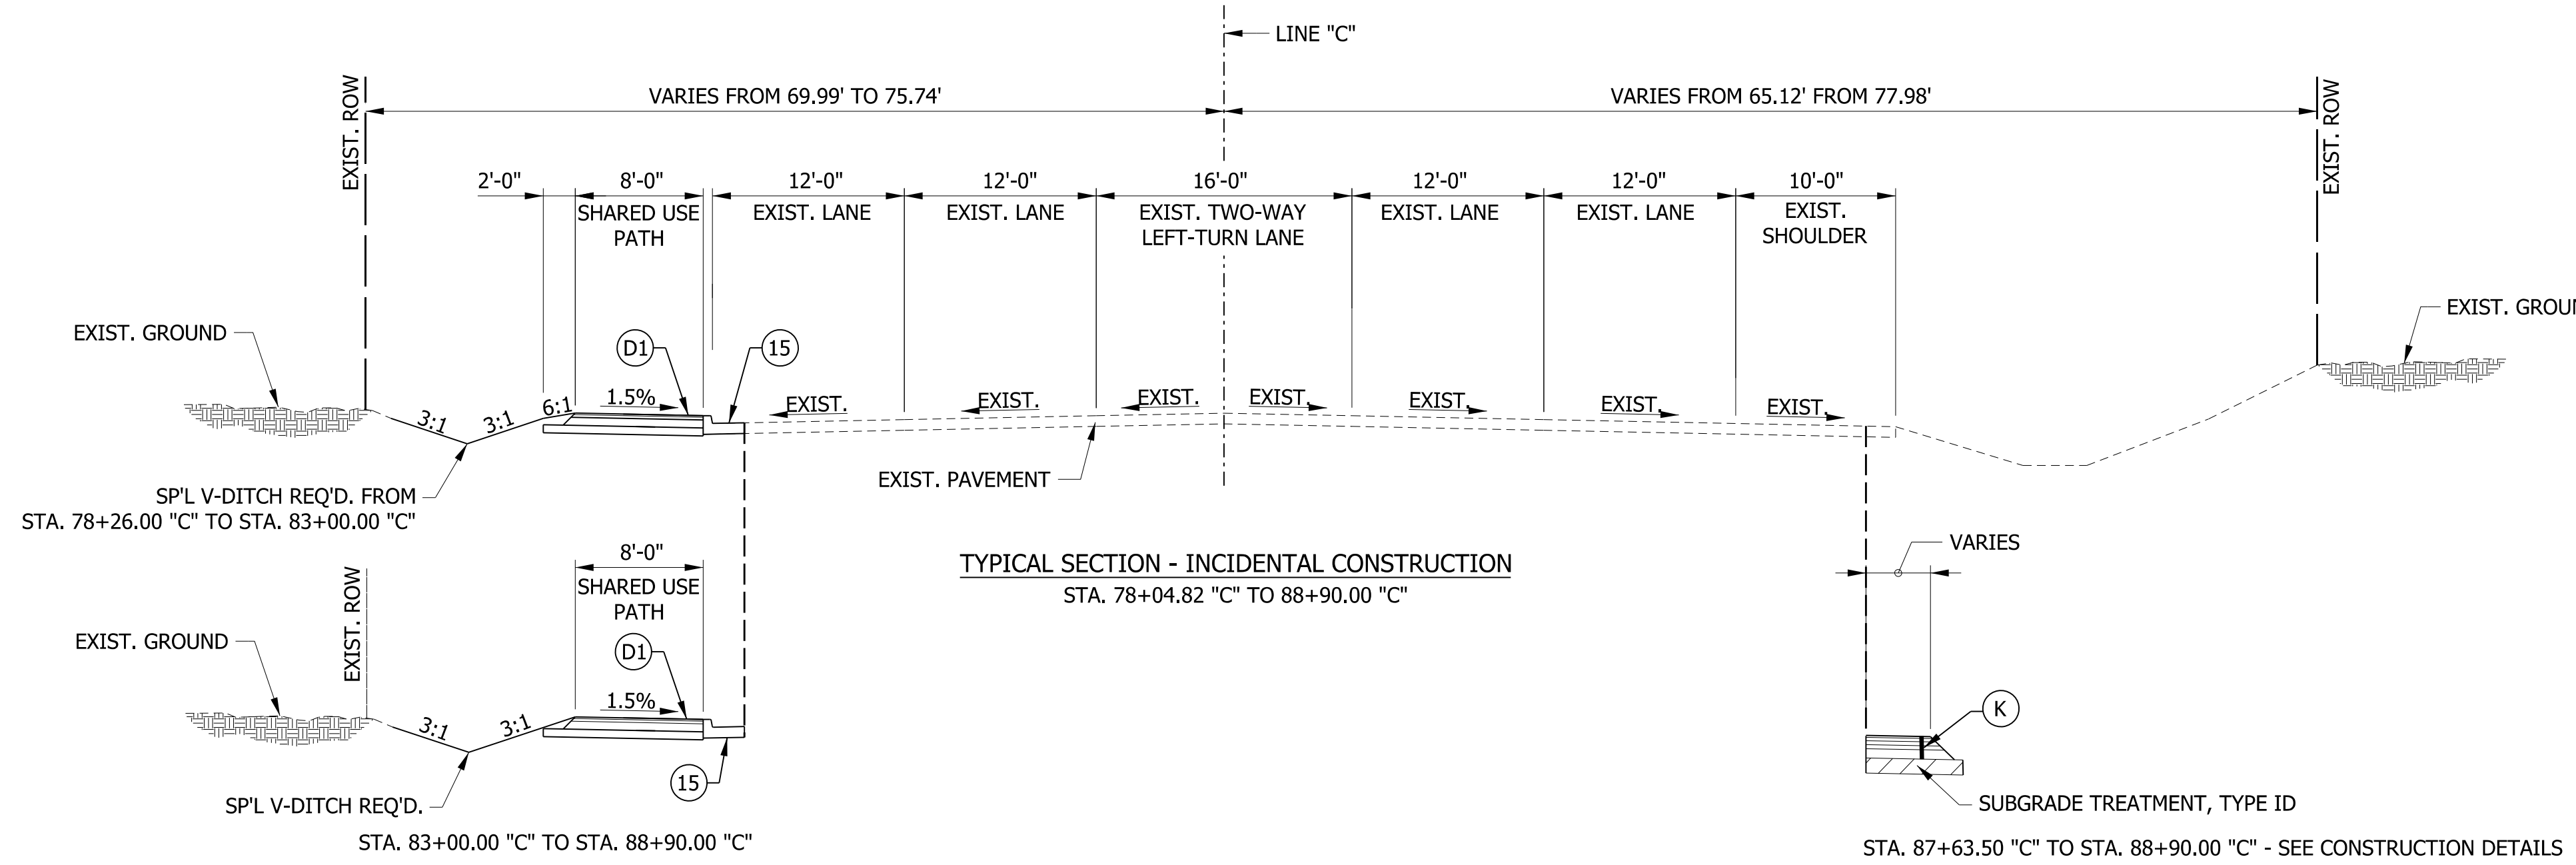 LINE "C"
EXIST. ROW
VARIES FROM 69.99' TO 75.74'
VARIES FROM 65.12' FROM 77.98'
EXIST. ROW
2'-0"
8'-0"
12'-0"
12'-0"
16'-0"
12'-0"
12'-0"
10'-0"
SHARED USE
PATH
EXIST. LANE
EXIST. LANE
EXIST. TWO-WAY
LEFT-TURN LANE
EXIST. LANE
EXIST. LANE
EXIST.
SHOULDER
EXIST. GROUND
D1
15
EXIST. GROUN
3:1
3:1
6:1
1.5%
EXIST.
EXIST.
EXIST.
EXIST.
EXIST.
EXIST.
EXIST.
EXIST. PAVEMENT
SP'L V-DITCH REQ'D. FROM
STA. 78+26.00 "C" TO STA. 83+00.00 "C"
TYPICAL SECTION - INCIDENTAL CONSTRUCTION
STA. 78+04.82 "C" TO 88+90.00 "C"
VARIES
8'-0"
SHARED USE
PATH
EXIST. ROW
EXIST. GROUND
D1
3:1
3:1
1.5%
15
K
SP'L V-DITCH REQ'D.
SUBGRADE TREATMENT, TYPE ID
STA. 83+00.00 "C" TO STA. 88+90.00 "C"
STA. 87+63.50 "C" TO STA. 88+90.00 "C" - SEE CONSTRUCTION DETAILS